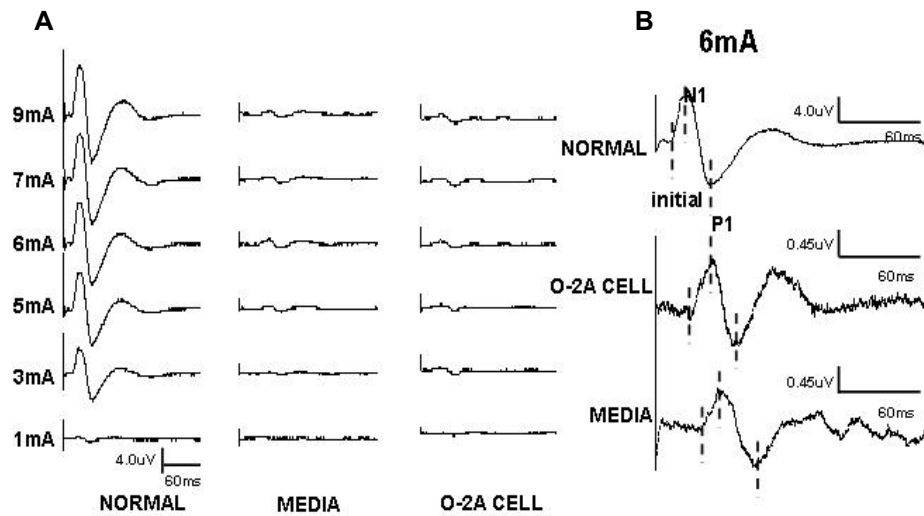 A
9mA
7mA
6mA
5mA
3mA
1mA
4.0uV
60ms
NORMAL MEDIA O-2A CELL
B
6mA
N1
4.0uV
60ms
NORMAL
initial
P1
0.45uV
60ms
O-2A CELL
0.45uV
60ms
MEDIA